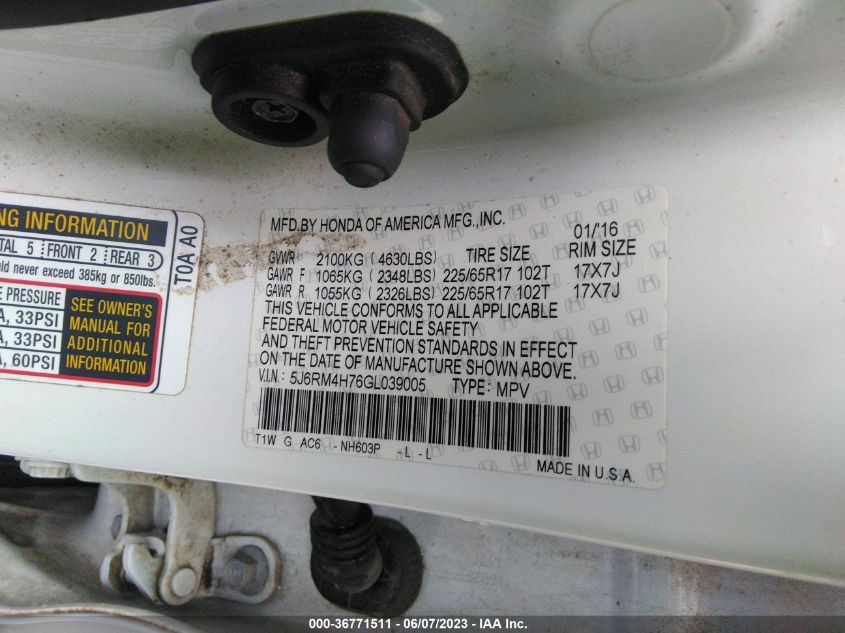 NG INFORMATION
TAL 5 FRONT 2 REAR 3
uld never exceed 385kg or 850lbs.
E PRESSURE
A, 33PSI
A, 33PSI
A, 60PSI
SEE OWNER'S
MANUAL FOR
ADDITIONAL
INFORMATION
T0A A0
MFD.BY HONDA OF AMERICA MFG.,INC. 01/'16
GVWR 2100KG (4630LBS) TIRE SIZE RIM SIZE
GAWR F 1065KG (2348LBS) 225/65R17 102T 17X7J
GAWR R 1055KG (2326LBS) 225/65R17 102T 17X7J
THIS VEHICLE CONFORMS TO ALL APPLICABLE
FEDERAL MOTOR VEHICLE SAFETY
AND THEFT PREVENTION STANDARDS IN EFFECT
ON THE DATE OF MANUFACTURE SHOWN ABOVE.
V.I.N.: 5J6RM4H76GL039005 TYPE: MPV
T1W G AC6 - NH603P - L - L
MADE IN U.S.A.
000-36771511 - 06/07/2023 - IAA Inc.